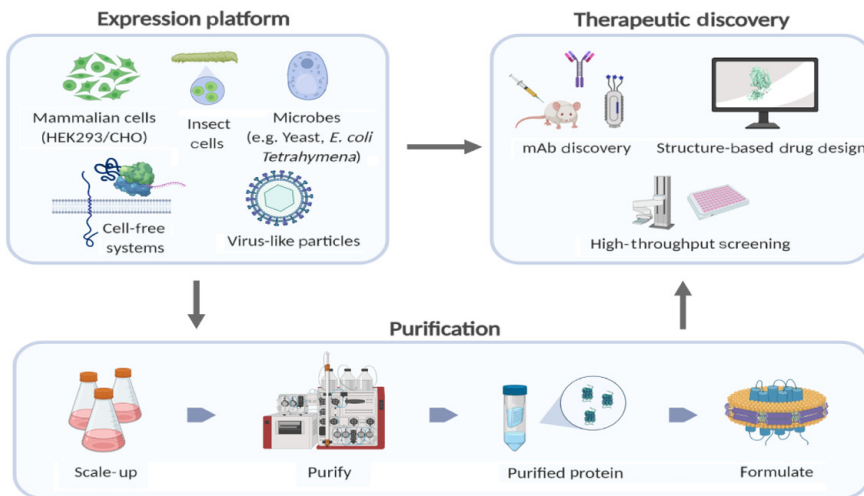 Expression platform
Therapeutic discovery
Mammalian cells
(HEK293/CHO)
Insect
cells
Microbes
(e.g. Yeast, E. coli
Tetrahymena)
Cell-free
systems
Virus-like particles
mAb discovery
Structure-based drug design
High-throughput screening
Purification
Scale-up
Purify
Purified protein
Formulate